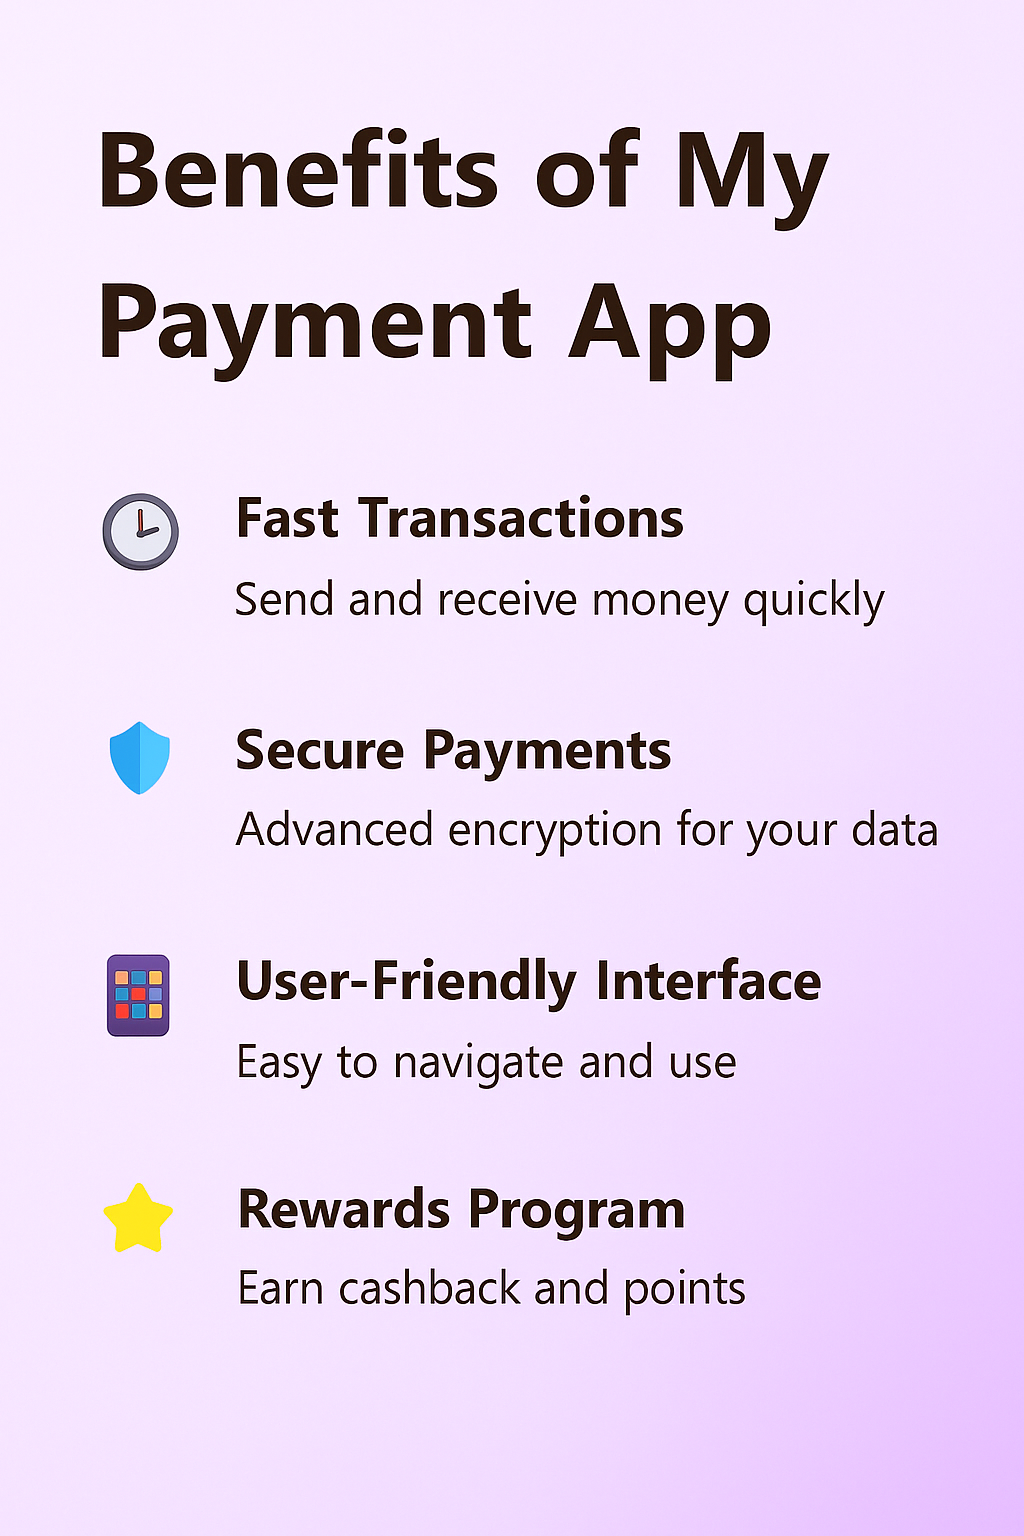 Benefits of My
Payment App
Fast Transactions
Send and receive money quickly
Secure Payments
Advanced encryption for your data
User-Friendly Interface
Easy to navigate and use
Rewards Program
Earn cashback and points